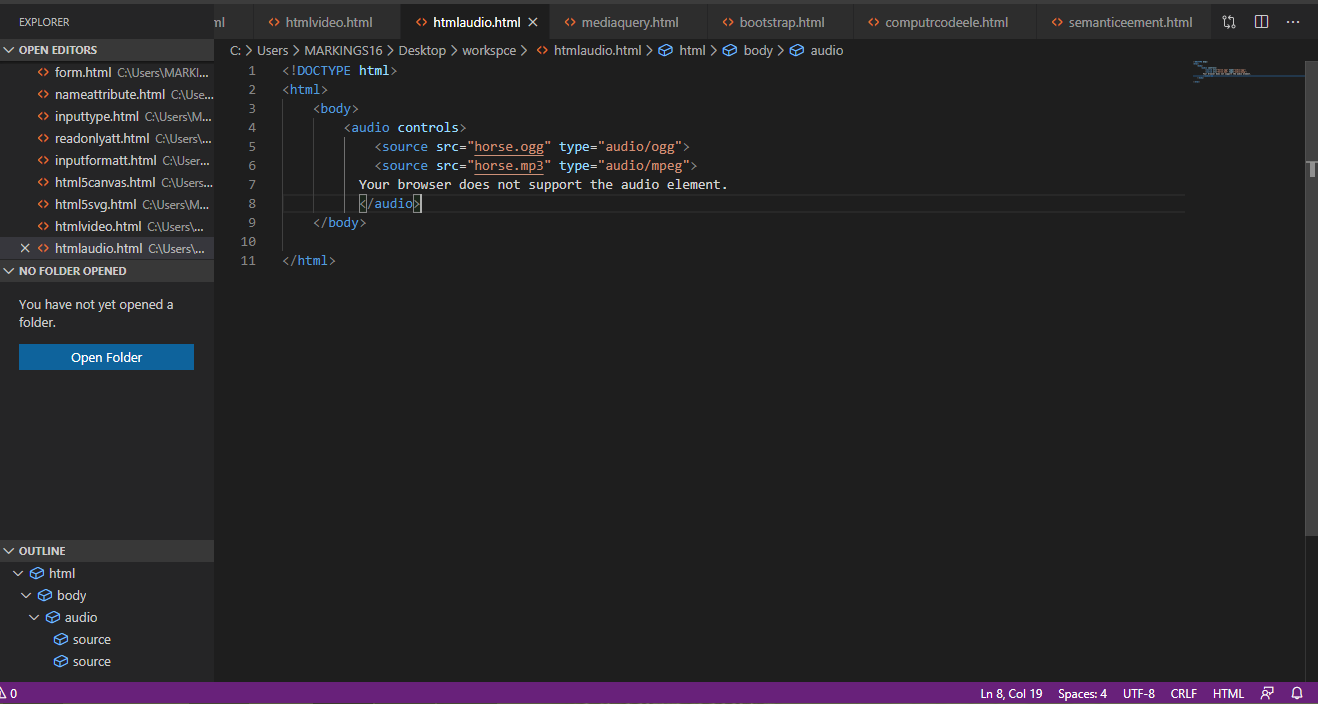 EXPLORER
ml
htmlvideo.html
htmlaudio.html
mediaquery.html
bootstrap.html
computrcodeele.html
semanticeement.html
OPEN EDITORS
form.html C:\Users\MARKI...
nameattribute.html C:\Use...
inputtype.html C:\Users\M...
readonlyatt.html C:\Users\...
inputformatt.html C:\User...
html5canvas.html C:\Users...
html5svg.html C:\Users\M...
htmlvideo.html C:\Users\...
htmlaudio.html C:\Users\...
NO FOLDER OPENED
You have not yet opened a
folder.
Open Folder
OUTLINE
html
body
audio
source
source
C: > Users > MARKINGS16 > Desktop > workspce > htmlaudio.html > html > body > audio
1 <!DOCTYPE html>
2 <html>
3 <body>
4 <audio controls>
5 <source src="horse.ogg" type="audio/ogg">
6 <source src="horse.mp3" type="audio/mpeg">
7 Your browser does not support the audio element.
8 </audio>
9 </body>
10
11 </html>
0
Ln 8, Col 19 Spaces: 4 UTF-8 CRLF HTML